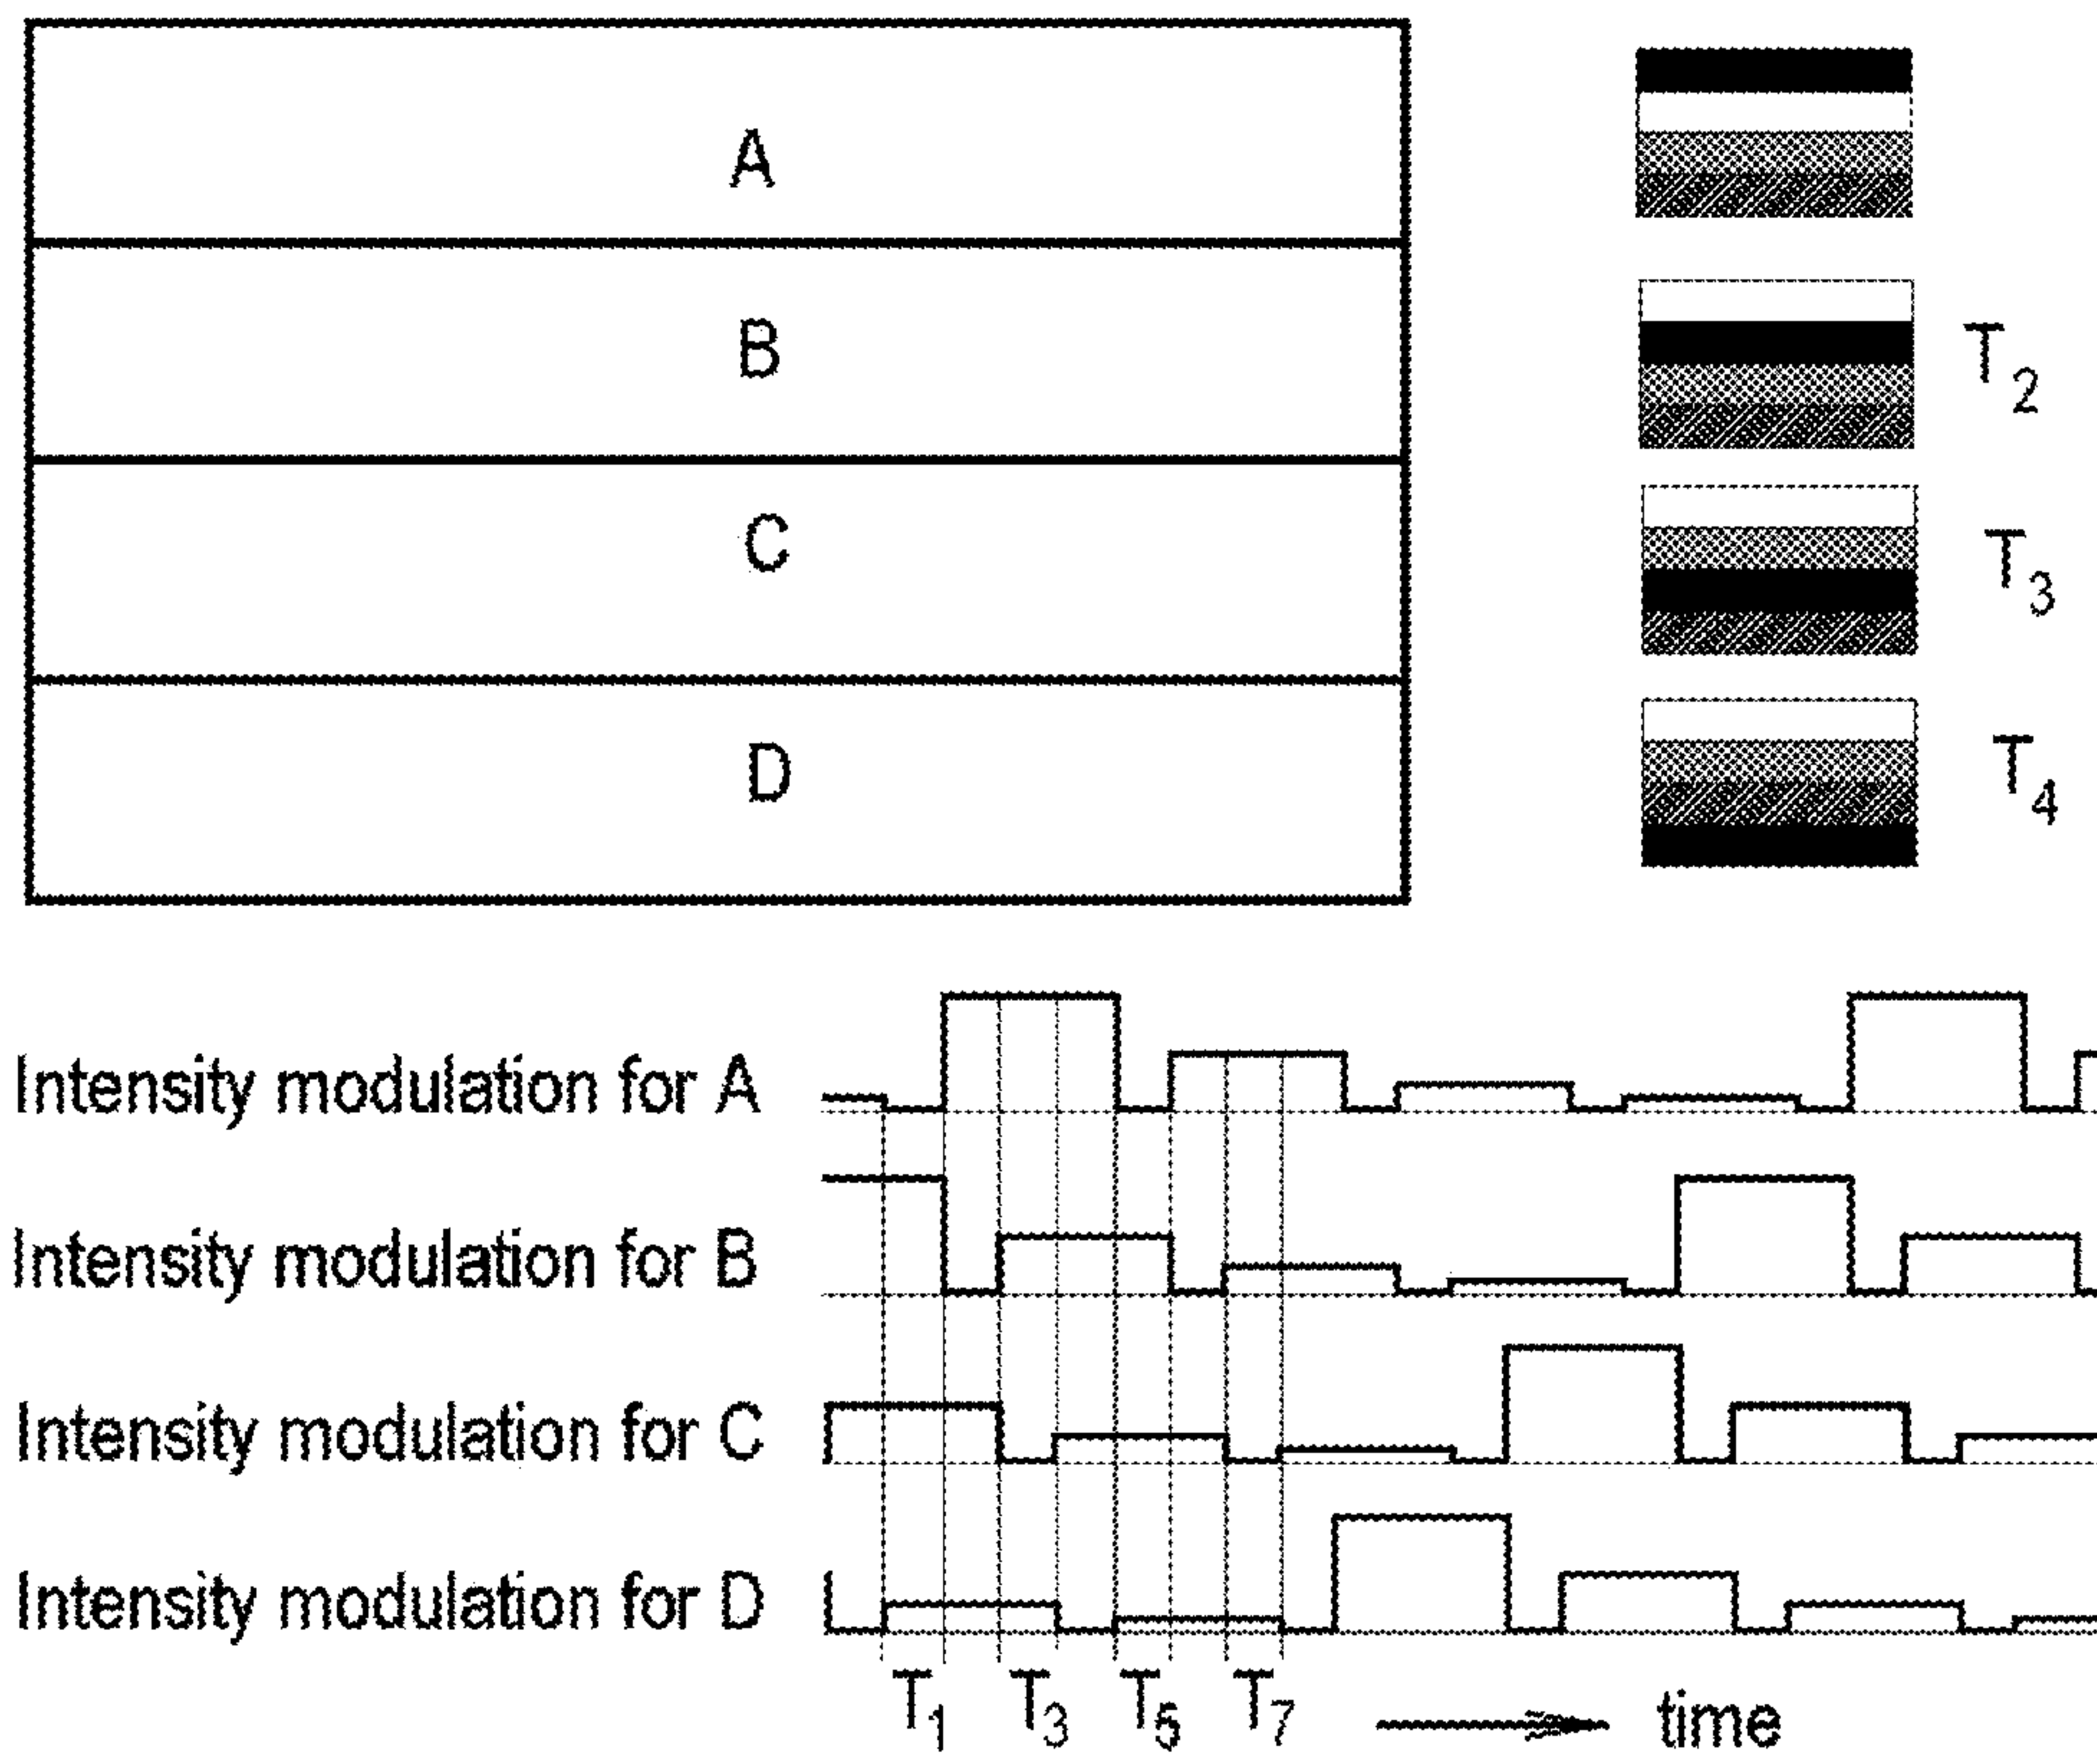 A
B
C
D
T2
T3
T4
Intensity modulation for A
Intensity modulation for B
Intensity modulation for C
Intensity modulation for D
T1 T3 T5 T7 time